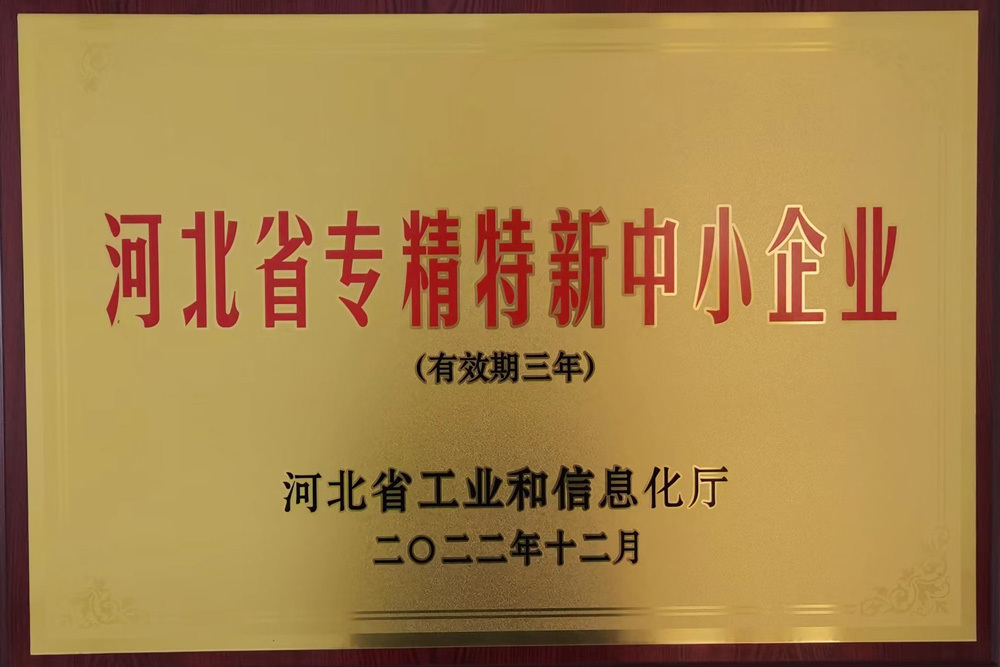 河北省专精特新中小企业
(有效期三年)
河北省工业和信息化厅
二〇二二年十二月